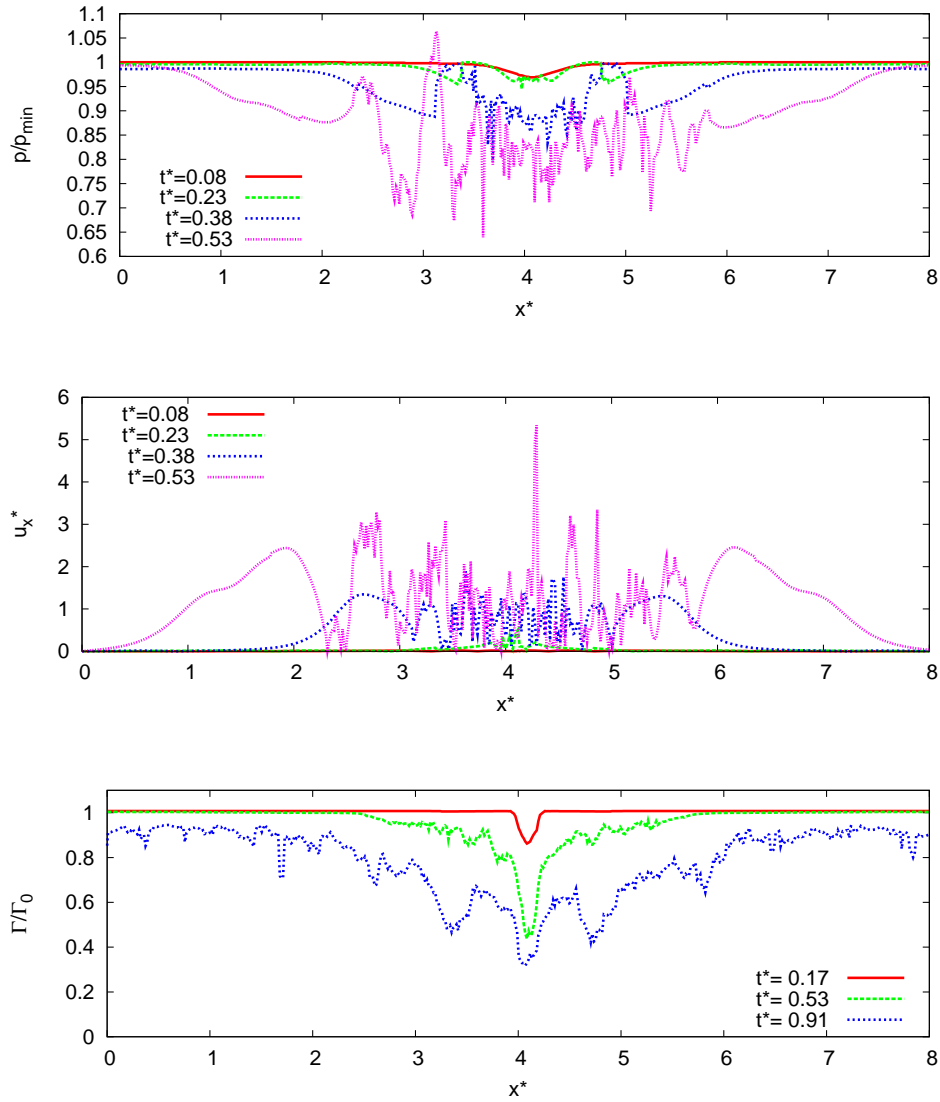 1.1
1.05
1
0.95
0.9
0.85
0.8
0.75
0.7
0.65
0.6
p/p_min
t*=0.08
t*=0.23
t*=0.38
t*=0.53
0 1 2 3 4 5 6 7 8
x*
6
5
4
3
2
1
0
u_x*
t*=0.08
t*=0.23
t*=0.38
t*=0.53
0 1 2 3 4 5 6 7 8
x*
1
0.8
0.6
0.4
0.2
0
Γ/Γ_0
t*= 0.17
t*= 0.53
t*= 0.91
0 1 2 3 4 5 6 7 8
x*